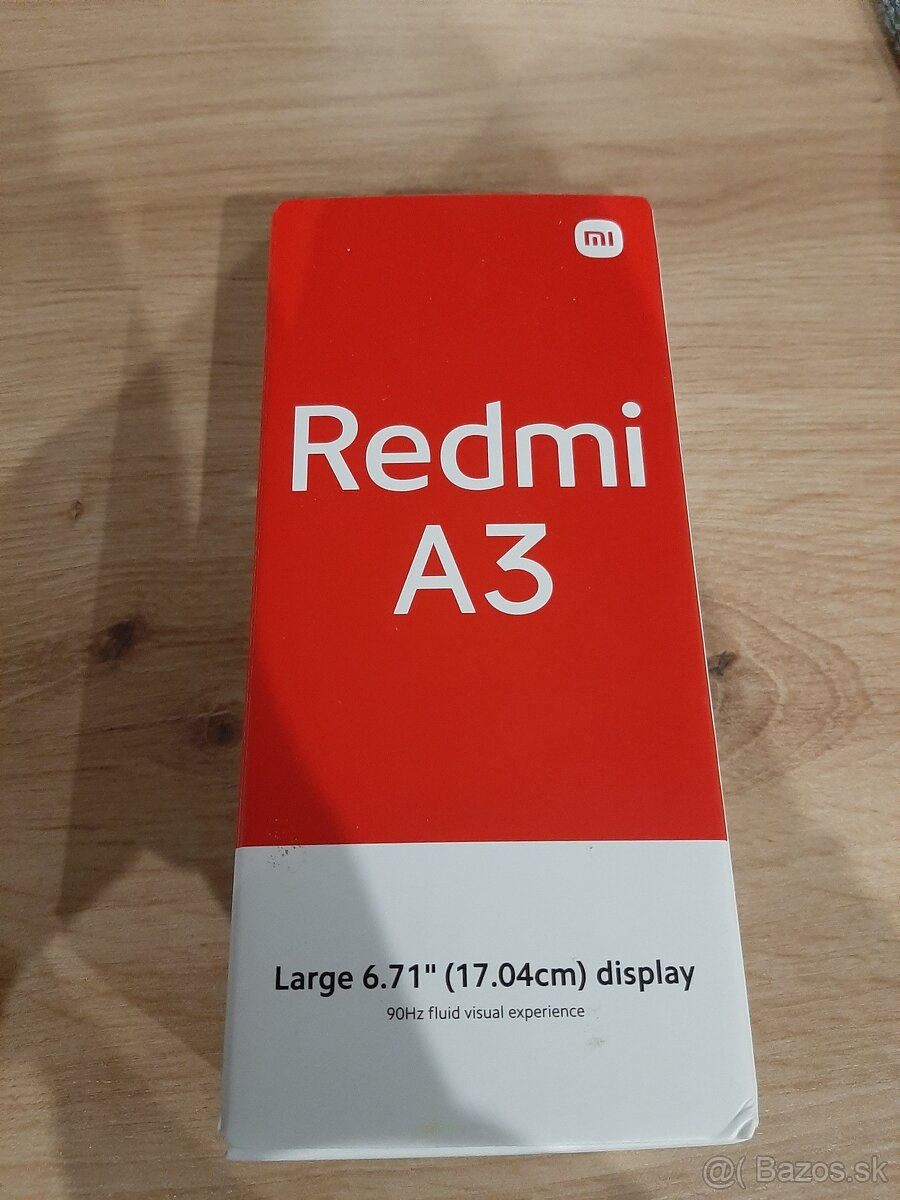 mi
Redmi
A3
Large 6.71" (17.04cm) display
90Hz fluid visual experience
@( Bazos.sk